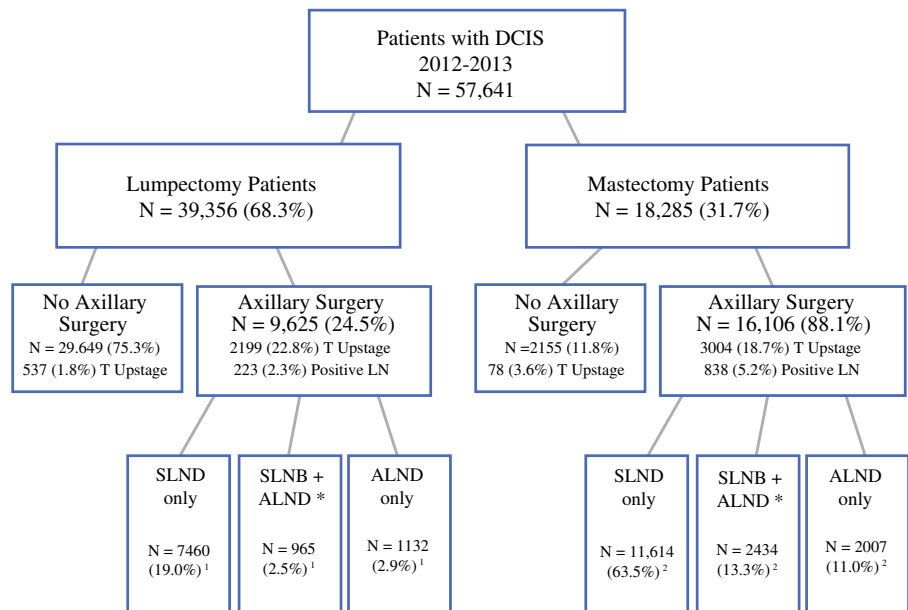 Patients with DCIS
2012-2013
N = 57,641
Lumpectomy Patients
N = 39,356 (68.3%)
Mastectomy Patients
N = 18,285 (31.7%)
No Axillary
Surgery
N = 29.649 (75.3%)
537 (1.8%) T Upstage
Axillary Surgery
N = 9,625 (24.5%)
2199 (22.8%) T Upstage
223 (2.3%) Positive LN
No Axillary
Surgery
N =2155 (11.8%)
78 (3.6%) T Upstage
Axillary Surgery
N = 16,106 (88.1%)
3004 (18.7%) T Upstage
838 (5.2%) Positive LN
SLND
only
N = 7460
(19.0%) 1
SLNB +
ALND *
N = 965
(2.5%) 1
ALND
only
N = 1132
(2.9%) 1
SLND
only
N = 11,614
(63.5%) 2
SLNB +
ALND *
N = 2434
(13.3%) 2
ALND
only
N = 2007
(11.0%) 2